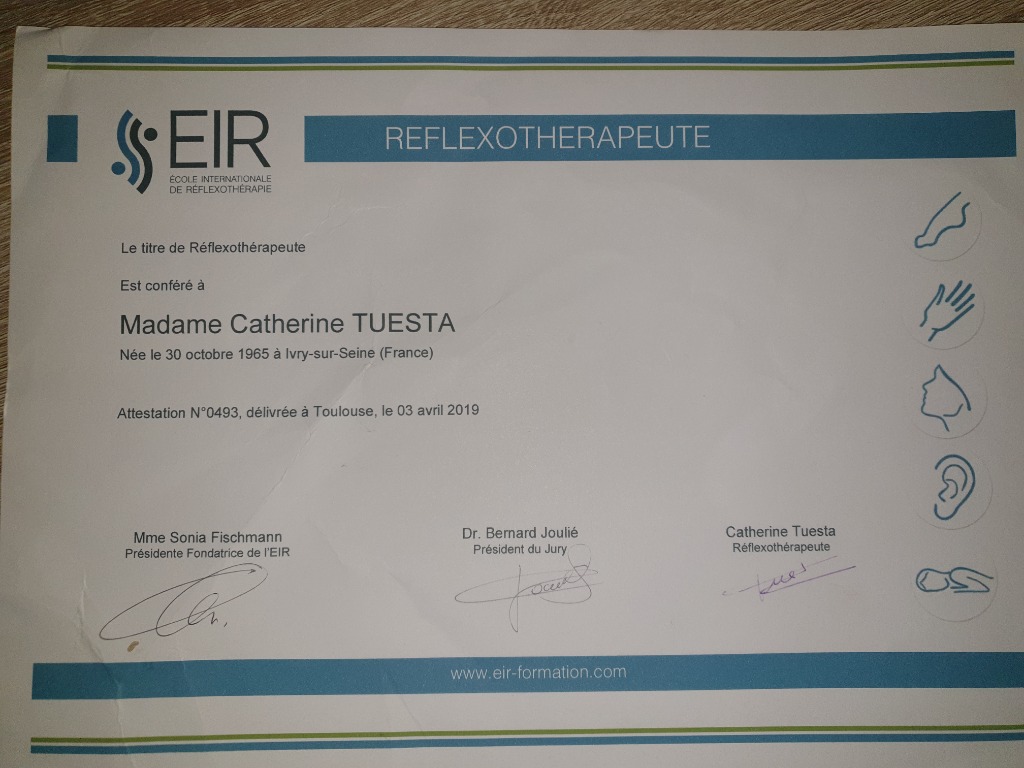 EIR
ÉCOLE INTERNATIONALE
DE RÉFLEXOTHÉRAPIE
REFLEXOTHERAPEUTE
Le titre de Réflexothérapeute
Est conféré à
Madame Catherine TUESTA
Née le 30 octobre 1965 à Ivry-sur-Seine (France)
Attestation N°0493, délivrée à Toulouse, le 03 avril 2019
Mme Sonia Fischmann
Présidente Fondatrice de l'EIR
Dr. Bernard Joulié
Président du Jury
Catherine Tuesta
Réflexothérapeute
www.eir-formation.com